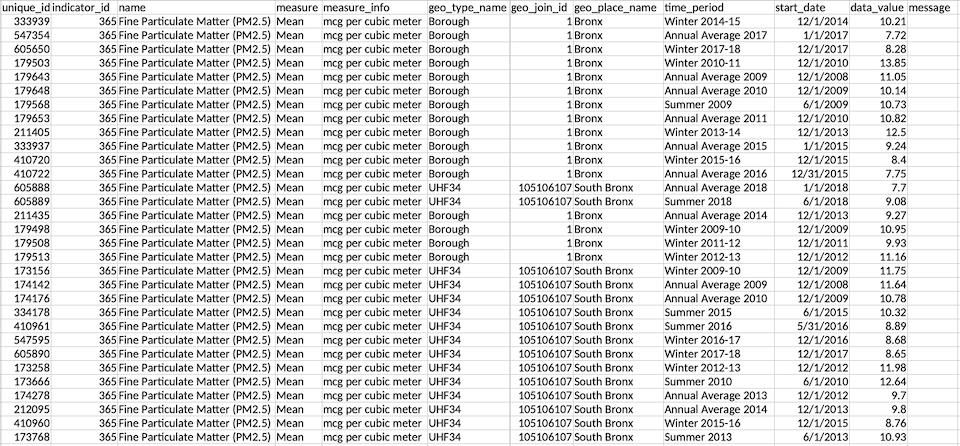 unique_id indicator_id name measure measure_info geo_type_name geo_join_id geo_place_name time_period start_date data_value message
333939 365 Fine Particulate Matter (PM2.5) Mean mcg per cubic meter Borough 1 Bronx Winter 2014-15 12/1/2014 10.21
547354 365 Fine Particulate Matter (PM2.5) Mean mcg per cubic meter Borough 1 Bronx Annual Average 2017 1/1/2017 7.72
605650 365 Fine Particulate Matter (PM2.5) Mean mcg per cubic meter Borough 1 Bronx Winter 2017-18 12/1/2017 8.28
179503 365 Fine Particulate Matter (PM2.5) Mean mcg per cubic meter Borough 1 Bronx Winter 2010-11 12/1/2010 13.85
179643 365 Fine Particulate Matter (PM2.5) Mean mcg per cubic meter Borough 1 Bronx Annual Average 2009 12/1/2008 11.05
179648 365 Fine Particulate Matter (PM2.5) Mean mcg per cubic meter Borough 1 Bronx Annual Average 2010 12/1/2009 10.14
179568 365 Fine Particulate Matter (PM2.5) Mean mcg per cubic meter Borough 1 Bronx Summer 2009 6/1/2009 10.73
179653 365 Fine Particulate Matter (PM2.5) Mean mcg per cubic meter Borough 1 Bronx Annual Average 2011 12/1/2010 10.82
211405 365 Fine Particulate Matter (PM2.5) Mean mcg per cubic meter Borough 1 Bronx Winter 2013-14 12/1/2013 12.5
333937 365 Fine Particulate Matter (PM2.5) Mean mcg per cubic meter Borough 1 Bronx Annual Average 2015 1/1/2015 9.24
410720 365 Fine Particulate Matter (PM2.5) Mean mcg per cubic meter Borough 1 Bronx Winter 2015-16 12/1/2015 8.4
410722 365 Fine Particulate Matter (PM2.5) Mean mcg per cubic meter Borough 1 Bronx Annual Average 2016 12/31/2015 7.75
605888 365 Fine Particulate Matter (PM2.5) Mean mcg per cubic meter UHF34 105106107 South Bronx Annual Average 2018 1/1/2018 7.7
605889 365 Fine Particulate Matter (PM2.5) Mean mcg per cubic meter UHF34 105106107 South Bronx Summer 2018 6/1/2018 9.08
211435 365 Fine Particulate Matter (PM2.5) Mean mcg per cubic meter Borough 1 Bronx Annual Average 2014 12/1/2013 9.27
179498 365 Fine Particulate Matter (PM2.5) Mean mcg per cubic meter Borough 1 Bronx Winter 2009-10 12/1/2009 10.95
179508 365 Fine Particulate Matter (PM2.5) Mean mcg per cubic meter Borough 1 Bronx Winter 2011-12 12/1/2011 9.93
179513 365 Fine Particulate Matter (PM2.5) Mean mcg per cubic meter Borough 1 Bronx Winter 2012-13 12/1/2012 11.16
173156 365 Fine Particulate Matter (PM2.5) Mean mcg per cubic meter UHF34 105106107 South Bronx Winter 2009-10 12/1/2009 11.75
174142 365 Fine Particulate Matter (PM2.5) Mean mcg per cubic meter UHF34 105106107 South Bronx Annual Average 2009 12/1/2008 11.64
174176 365 Fine Particulate Matter (PM2.5) Mean mcg per cubic meter UHF34 105106107 South Bronx Annual Average 2010 12/1/2009 10.78
334178 365 Fine Particulate Matter (PM2.5) Mean mcg per cubic meter UHF34 105106107 South Bronx Summer 2015 6/1/2015 10.32
410961 365 Fine Particulate Matter (PM2.5) Mean mcg per cubic meter UHF34 105106107 South Bronx Summer 2016 5/31/2016 8.89
547595 365 Fine Particulate Matter (PM2.5) Mean mcg per cubic meter UHF34 105106107 South Bronx Winter 2016-17 12/1/2016 8.68
605890 365 Fine Particulate Matter (PM2.5) Mean mcg per cubic meter UHF34 105106107 South Bronx Winter 2017-18 12/1/2017 8.65
173258 365 Fine Particulate Matter (PM2.5) Mean mcg per cubic meter UHF34 105106107 South Bronx Winter 2012-13 12/1/2012 11.98
173666 365 Fine Particulate Matter (PM2.5) Mean mcg per cubic meter UHF34 105106107 South Bronx Summer 2010 6/1/2010 12.64
174278 365 Fine Particulate Matter (PM2.5) Mean mcg per cubic meter UHF34 105106107 South Bronx Annual Average 2013 12/1/2012 9.7
212095 365 Fine Particulate Matter (PM2.5) Mean mcg per cubic meter UHF34 105106107 South Bronx Annual Average 2014 12/1/2013 9.8
410960 365 Fine Particulate Matter (PM2.5) Mean mcg per cubic meter UHF34 105106107 South Bronx Winter 2015-16 12/1/2015 8.76
173768 365 Fine Particulate Matter (PM2.5) Mean mcg per cubic meter UHF34 105106107 South Bronx Summer 2013 6/1/2013 10.93